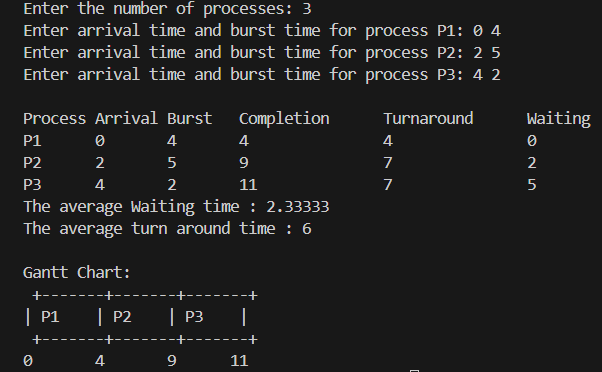 Enter the number of processes: 3
Enter arrival time and burst time for process P1: 0 4
Enter arrival time and burst time for process P2: 2 5
Enter arrival time and burst time for process P3: 4 2

Process Arrival Burst   Completion      Turnaround      Waiting
P1      0       4       4               4               0
P2      2       5       9               7               2
P3      4       2       11              7               5
The average Waiting time : 2.33333
The average turn around time : 6

Gantt Chart:
 +-------+-------+-------+
| P1    | P2    | P3    |
 +-------+-------+-------+
0       4       9      11